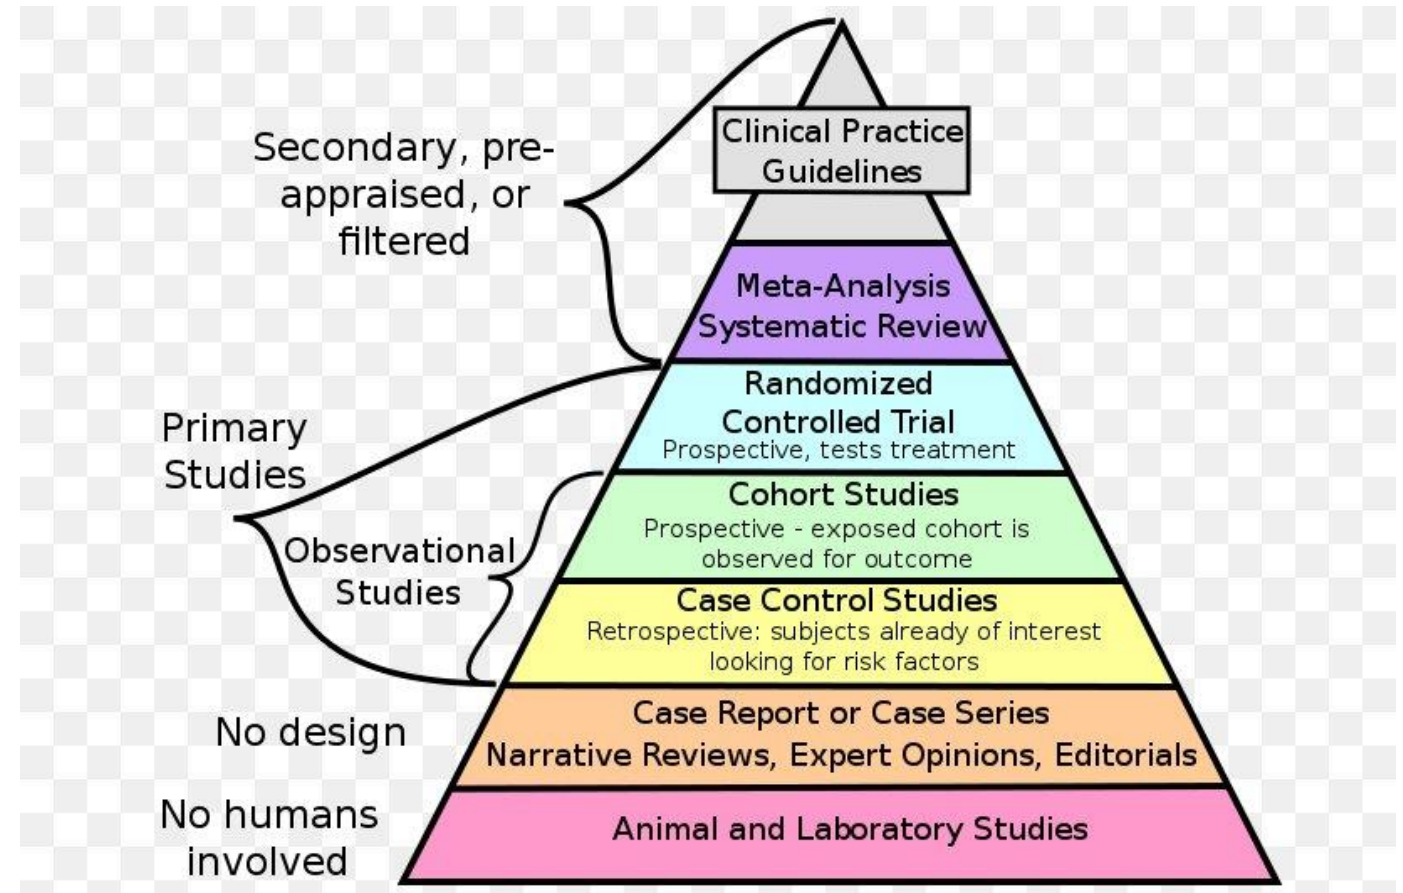 Clinical Practice
Guidelines
Secondary, pre-
appraised, or
filtered
Meta-Analysis
Systematic Review
Randomized
Controlled Trial
Prospective, tests treatment
Primary
Studies
Cohort Studies
Prospective - exposed cohort is
observed for outcome
Observational
Studies
Case Control Studies
Retrospective: subjects already of interest
looking for risk factors
No design
Case Report or Case Series
Narrative Reviews, Expert Opinions, Editorials
No humans
involved
Animal and Laboratory Studies